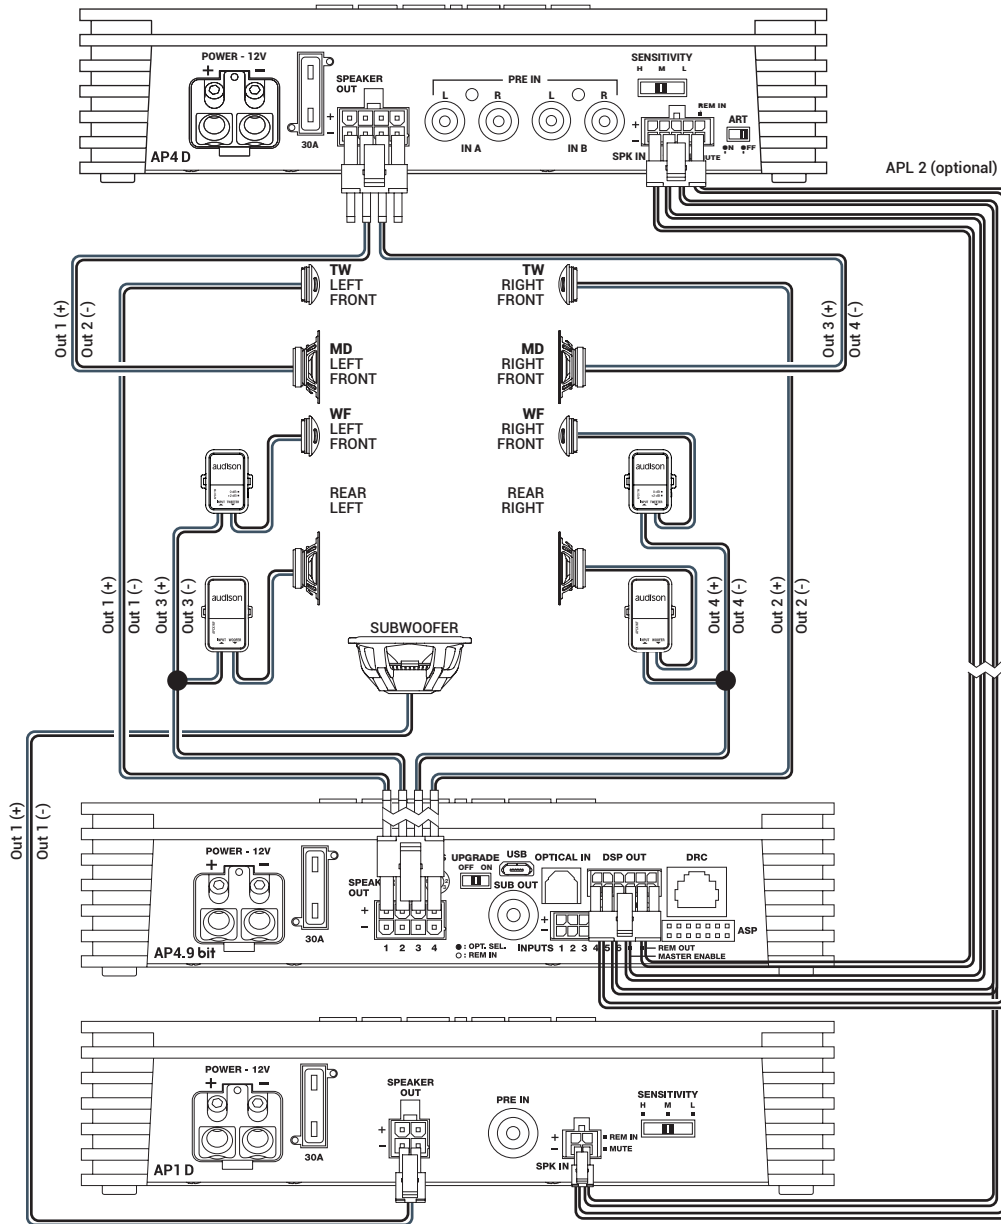 POWER - 12V
+ −
30A
SPEAKER OUT
+
−
PRE IN
L R L R
IN A IN B
SENSITIVITY
H M L
REM IN
ART
ON OFF
+
−
SPK IN
UTE
AP4 D
APL 2 (optional)
TW LEFT FRONT
TW RIGHT FRONT
Out 1 (+)
Out 2 (-)
Out 3 (+)
Out 4 (-)
MD LEFT FRONT
MD RIGHT FRONT
WF LEFT FRONT
WF RIGHT FRONT
audison
audison
REAR LEFT
REAR RIGHT
audison
audison
Out 1 (+)
Out 1 (-)
Out 3 (+)
Out 3 (-)
Out 4 (+)
Out 4 (-)
Out 2 (+)
Out 2 (-)
SUBWOOFER
Out 1 (+)
Out 1 (-)
POWER - 12V
+ −
30A
SPEAK
OUT
+
−
1 2 3 4
UPGRADE
OFF ON
USB
OPTICAL IN
DSP OUT
DRC
SUB OUT
+
−
ASP
● : OPT. SEL.
○ : REM IN
INPUTS 1 2 3 4 5 6
REM OUT
MASTER ENABLE
AP4.9 bit
POWER - 12V
+ −
30A
SPEAKER OUT
+
−
PRE IN
SENSITIVITY
H M L
+
−
REM IN
MUTE
SPK IN
AP1 D